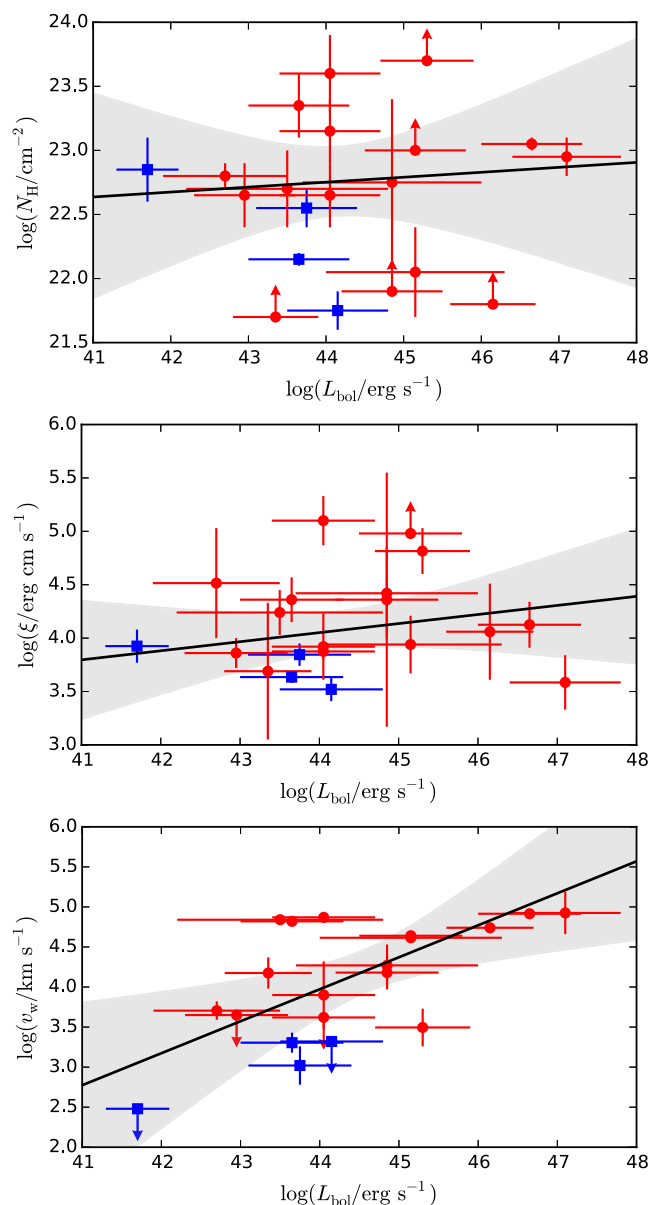 24.0
23.5
23.0
22.5
22.0
21.5
log(N_H/cm⁻²)
41 42 43 44 45 46 47 48
log(L_bol/erg s⁻¹)
6.0
5.5
5.0
4.5
4.0
3.5
3.0
log(ξ/erg cm s⁻¹)
41 42 43 44 45 46 47 48
log(L_bol/erg s⁻¹)
6.0
5.5
5.0
4.5
4.0
3.5
3.0
2.5
2.0
log(v_w/km s⁻¹)
41 42 43 44 45 46 47 48
log(L_bol/erg s⁻¹)